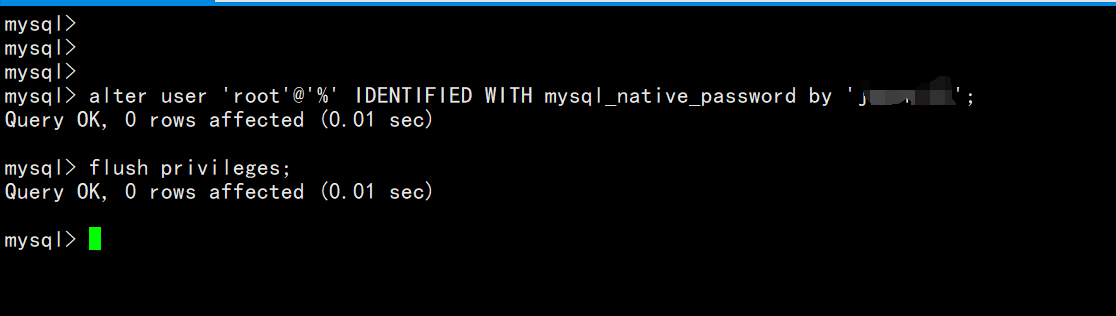 mysql>
mysql>
mysql>
mysql> alter user 'root'@'%' IDENTIFIED WITH mysql_native_password by '';
Query OK, 0 rows affected (0.01 sec)
mysql> flush privileges;
Query OK, 0 rows affected (0.01 sec)
mysql>